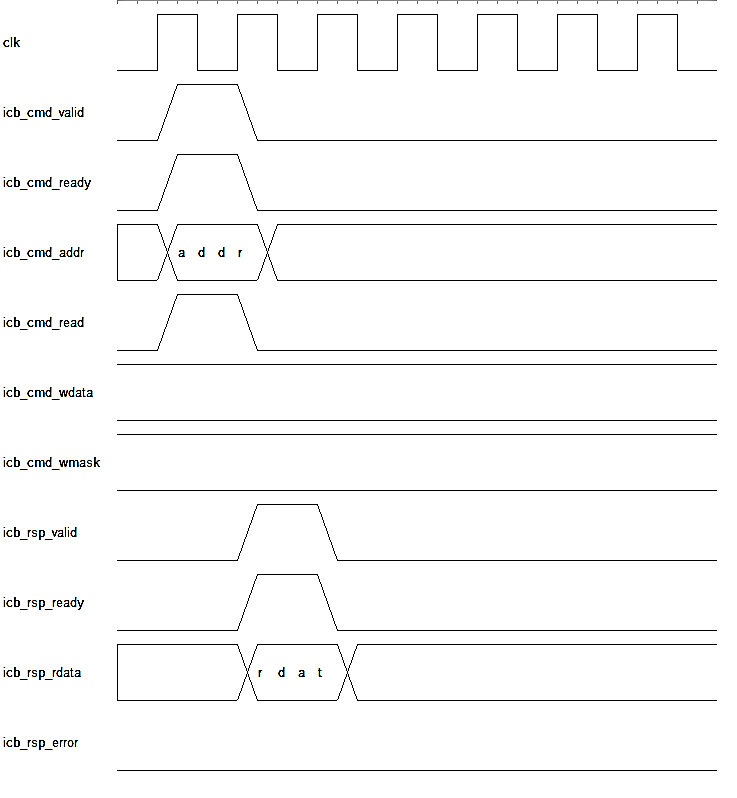 clk
icb_cmd_valid
icb_cmd_ready
icb_cmd_addr a d d r
icb_cmd_read
icb_cmd_wdata
icb_cmd_wmask
icb_rsp_valid
icb_rsp_ready
icb_rsp_rdata r d a t
icb_rsp_error